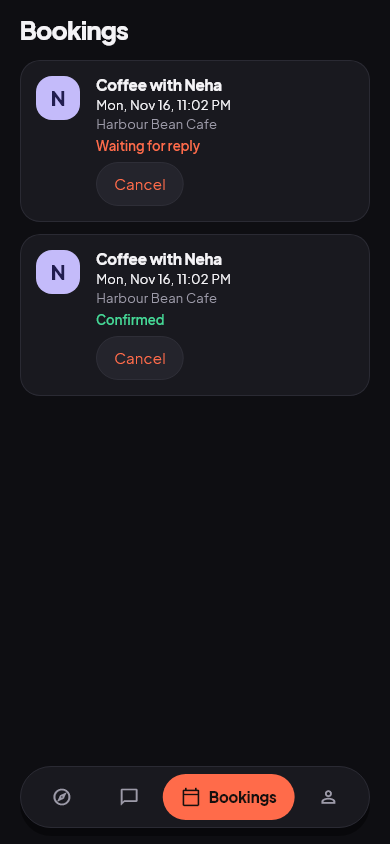 Bookings
N
Coffee with Neha
Mon, Nov 16, 11:02 PM
Harbour Bean Cafe
Waiting for reply
Cancel
N
Coffee with Neha
Mon, Nov 16, 11:02 PM
Harbour Bean Cafe
Confirmed
Cancel
Bookings